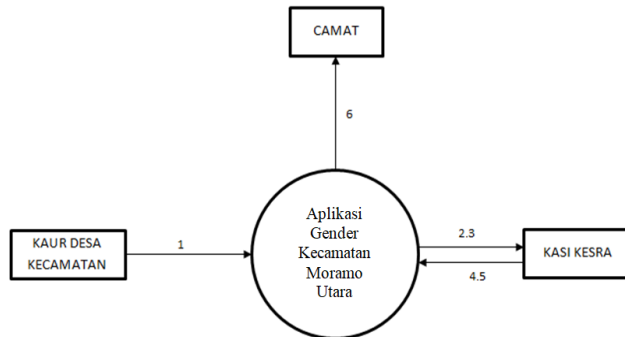 CAMAT
6
Aplikasi
Gender
Kecamatan
Moramo
Utara
KAUR DESA
KECAMATAN
1
2.3
KASI KESRA
4.5